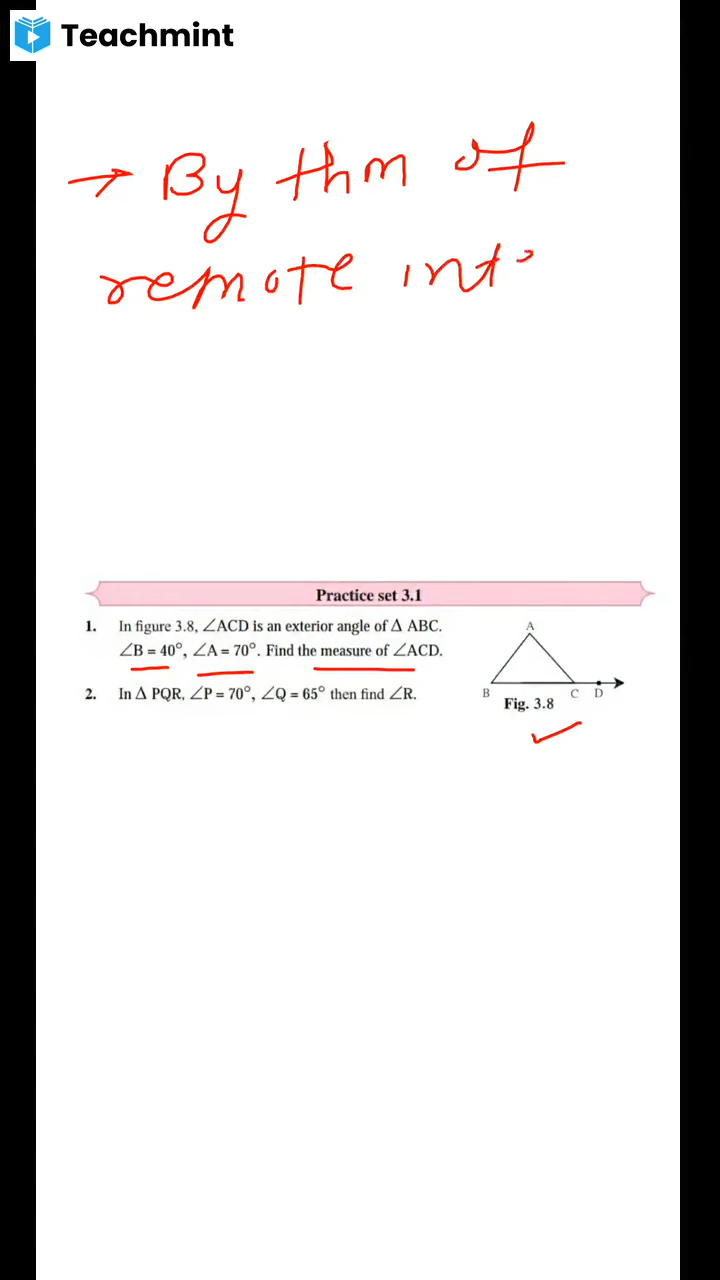 Teachmint
→ By thm of
remote int
Practice set 3.1
1. In figure 3.8, ∠ACD is an exterior angle of Δ ABC.
∠B = 40°, ∠A = 70°. Find the measure of ∠ACD.
2. In Δ PQR, ∠P = 70°, ∠Q = 65° then find ∠R.
A
B C D
Fig. 3.8